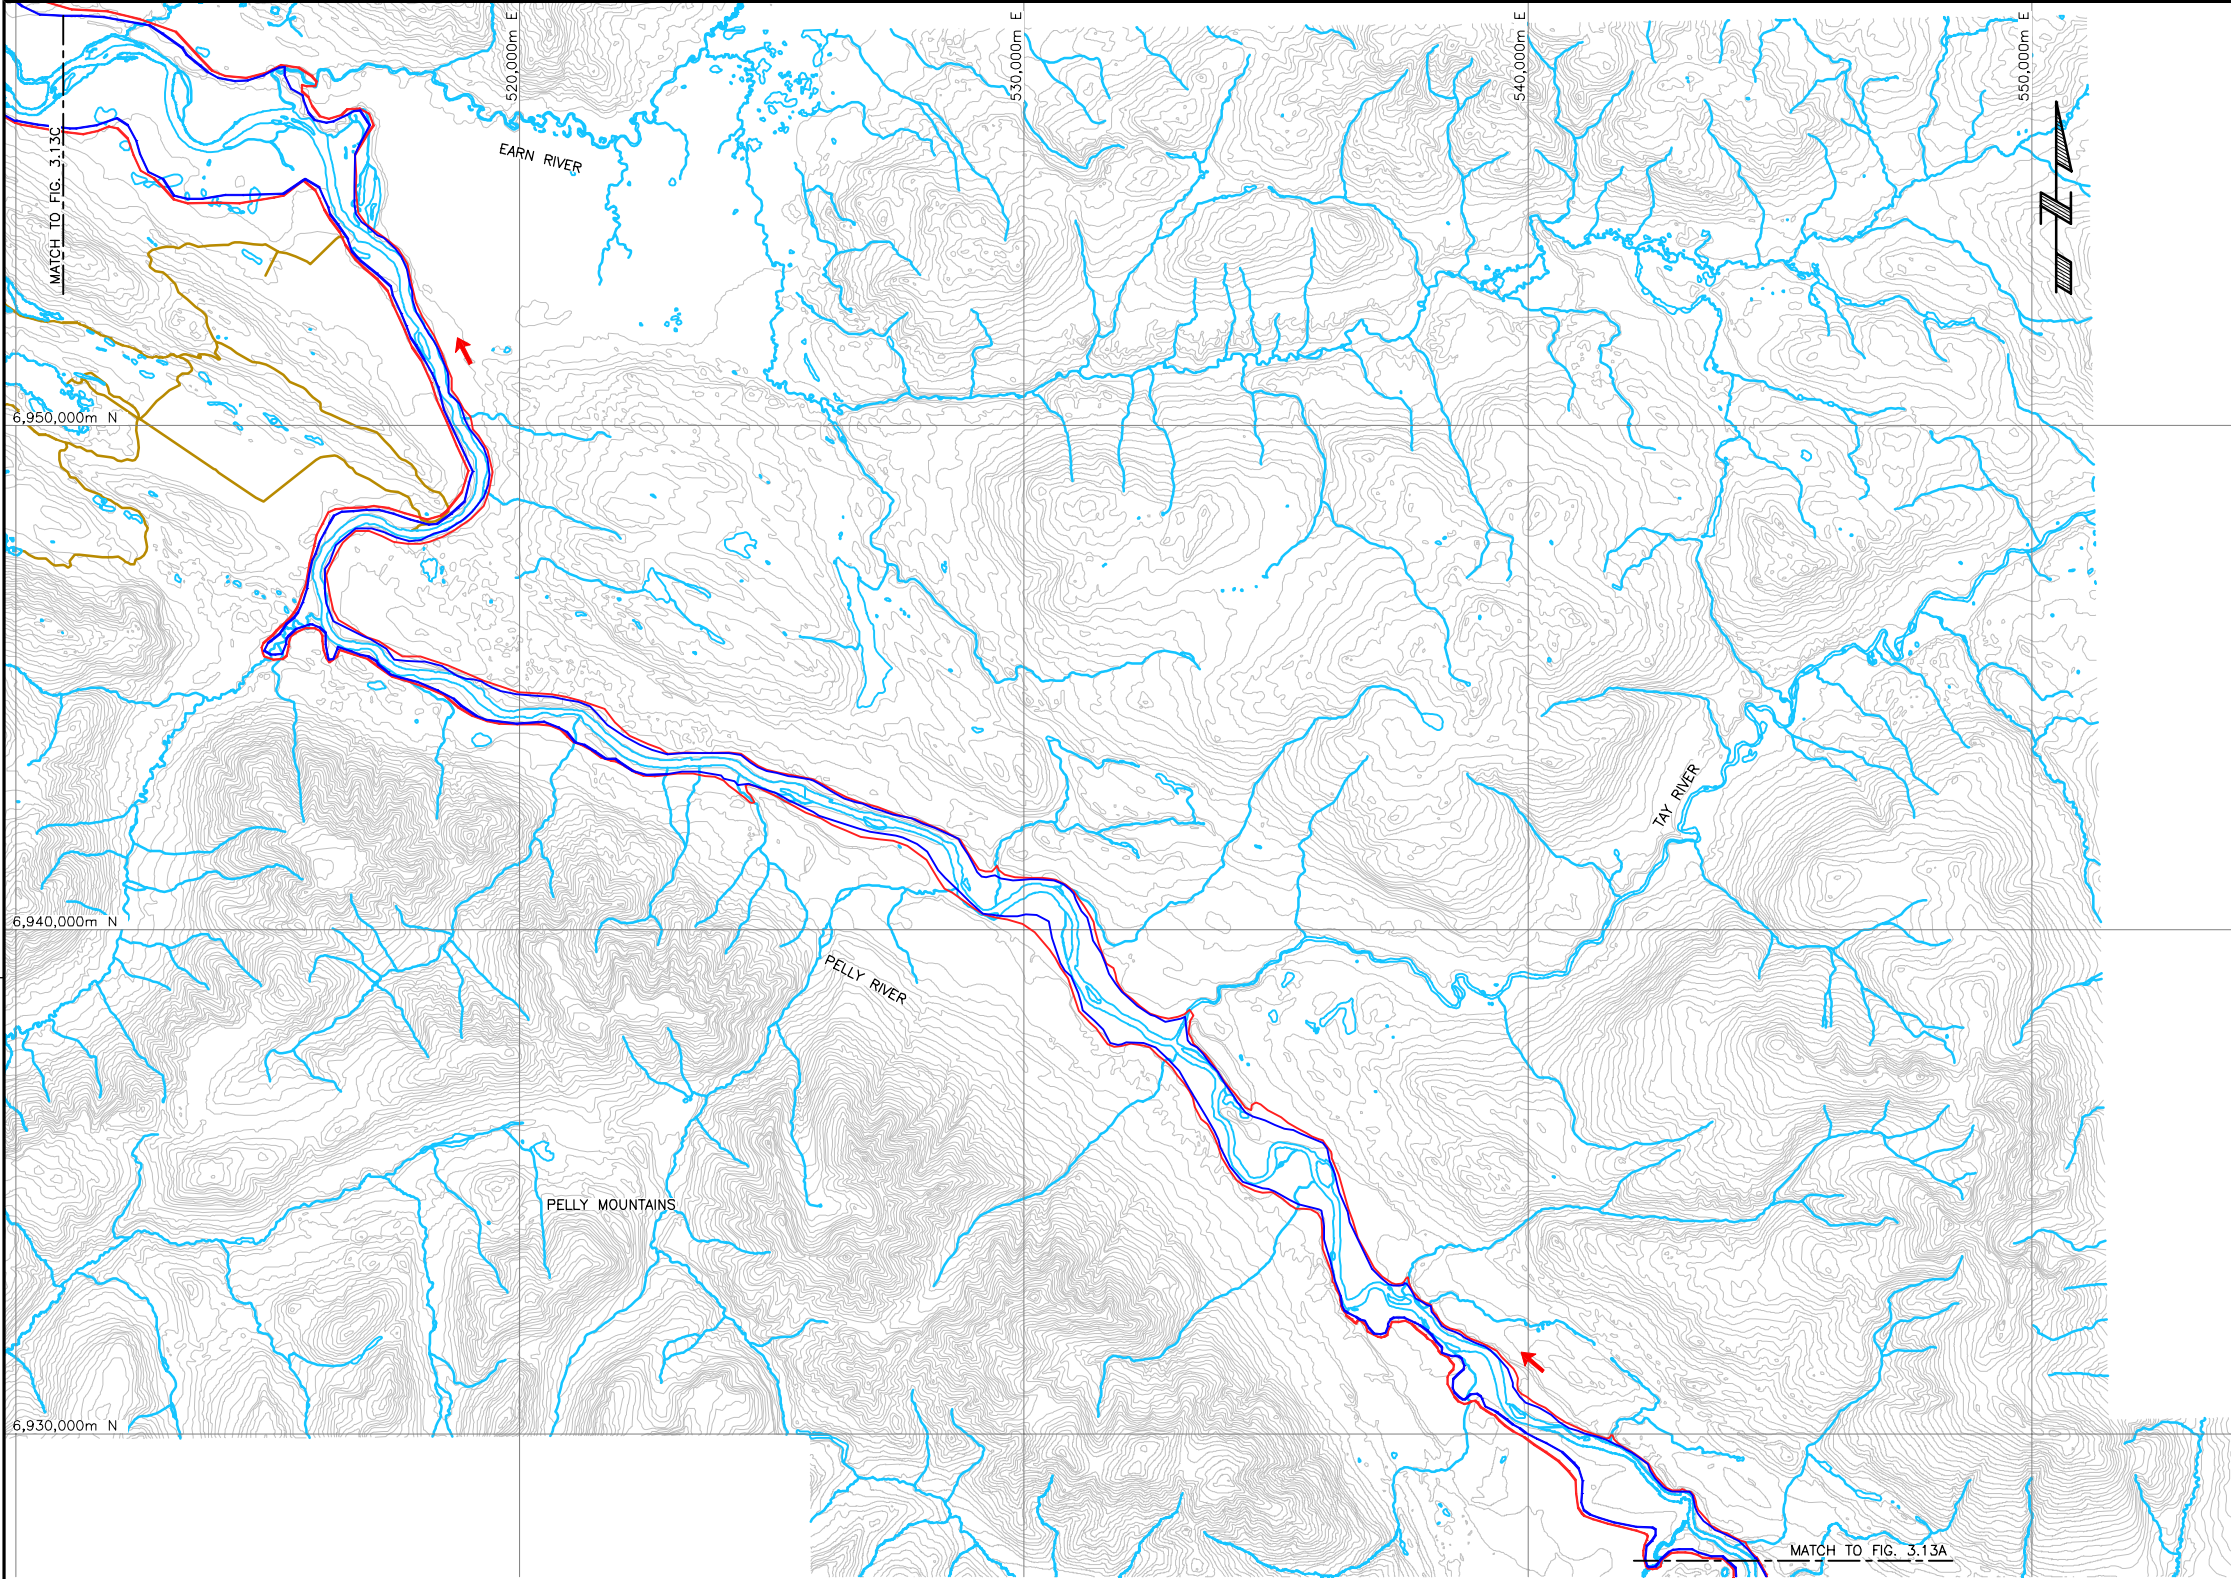 520,000m E
530,000m E
540,000m E
550,000m E
MATCH TO FIG. 3.13C
EARN RIVER
N
6,950,000m N
TAY RIVER
6,940,000m N
PELLY RIVER
PELLY MOUNTAINS
6,930,000m N
MATCH TO FIG. 3.13A